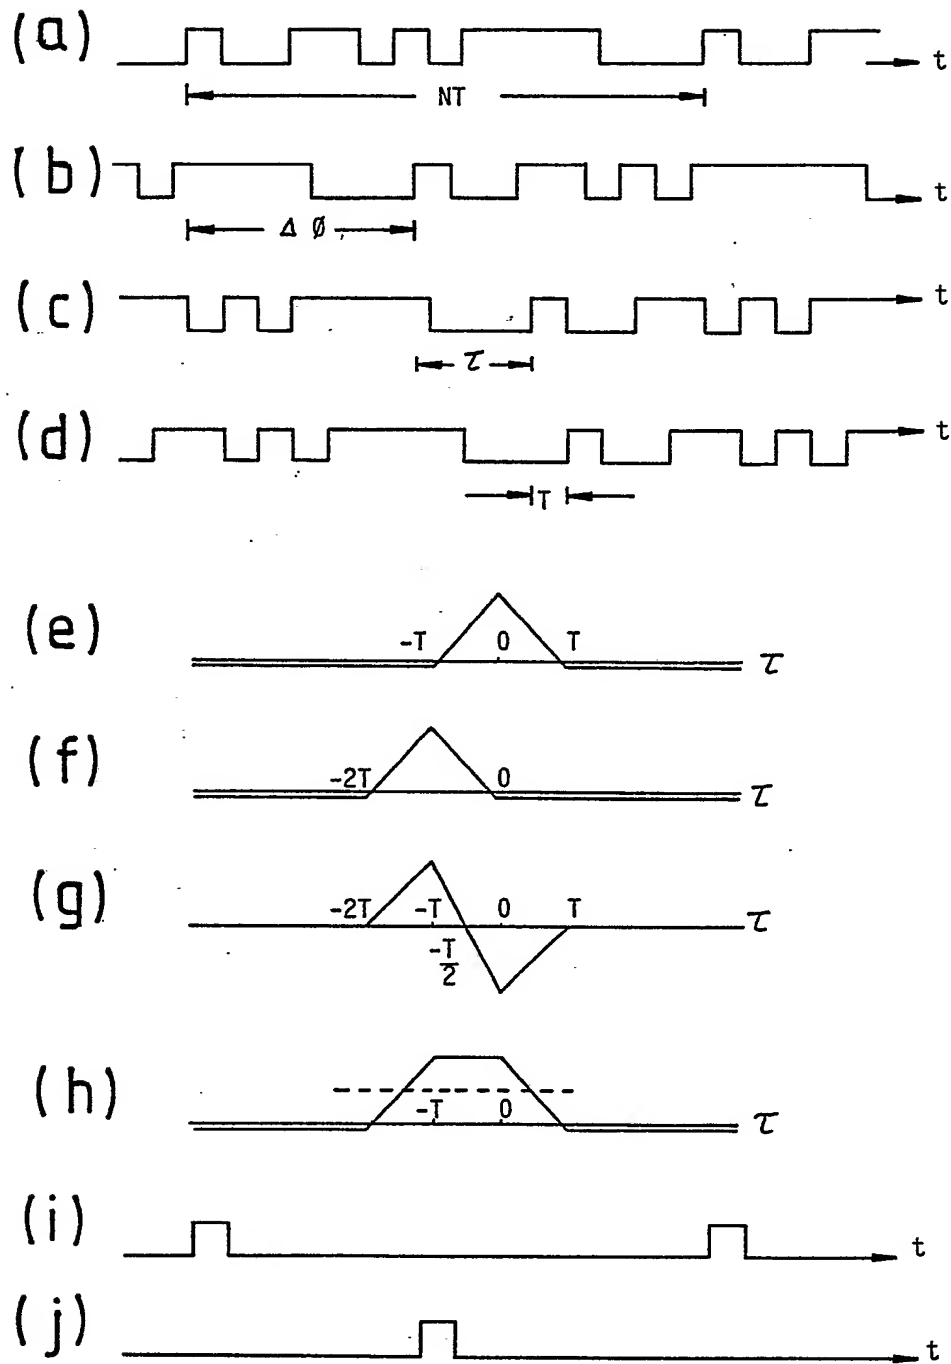 (a)
t
NT
(b)
t
Δ Ø
(c)
t
τ
(d)
t
T
(e)
-T 0 T
τ
(f)
-2T 0
τ
(g)
-2T -T 0 T
τ
-T
2
(h)
-T 0
τ
(i)
t
(j)
t